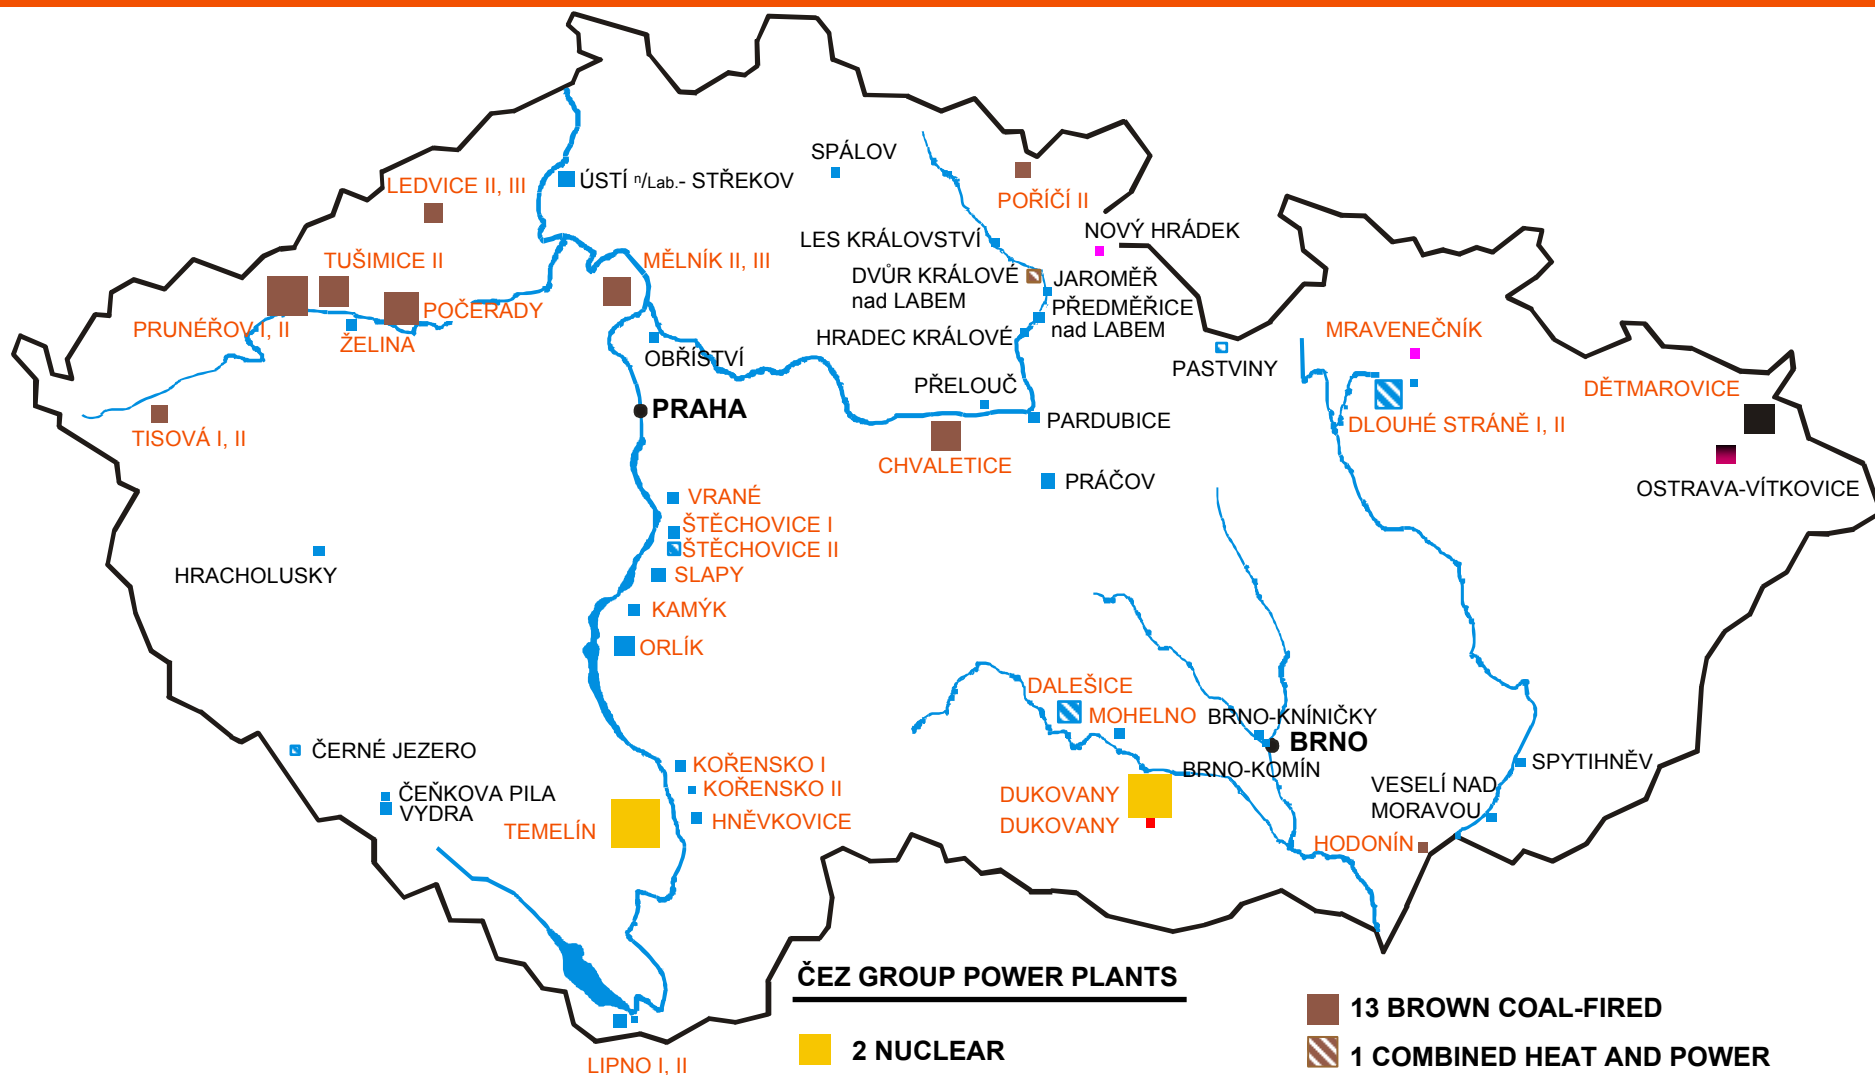 SPÁLOV
ÚSTÍ n/Lab.- STŘEKOV
LEDVICE II, III
POŘÍČÍ II
NOVÝ HRÁDEK
LES KRÁLOVSTVÍ
TUŠIMICE II
MĚLNÍK II, III
DVŮR KRÁLOVÉ
nad LABEM
JAROMĚŘ
POČERADY
PŘEDMĚŘICE
nad LABEM
PRUNÉŘOV I, II
ŽELINA
HRADEC KRÁLOVÉ
MRAVENEČNÍK
OBŘÍSTVÍ
PASTVINY
PŘELOUČ
DĚTMAROVICE
PRAHA
PARDUBICE
DLOUHÉ STRÁNĚ I, II
TISOVÁ I, II
CHVALETICE
PRÁČOV
OSTRAVA-VÍTKOVICE
VRANÉ
ŠTĚCHOVICE I
ŠTĚCHOVICE II
HRACHOLUSKY
SLAPY
KAMÝK
ORLÍK
DALEŠICE
MOHELNO
BRNO-KNÍNIČKY
BRNO
ČERNÉ JEZERO
KOŘENSKO I
BRNO-KOMÍN
SPYTIHNĚV
KOŘENSKO II
ČEŇKOVA PILA
VYDRA
DUKOVANY
VESELÍ NAD
MORAVOU
TEMELÍN
HNĚVKOVICE
DUKOVANY
HODONÍN
LIPNO I, II
ČEZ GROUP POWER PLANTS
2 NUCLEAR
13 BROWN COAL-FIRED
1 COMBINED HEAT AND POWER